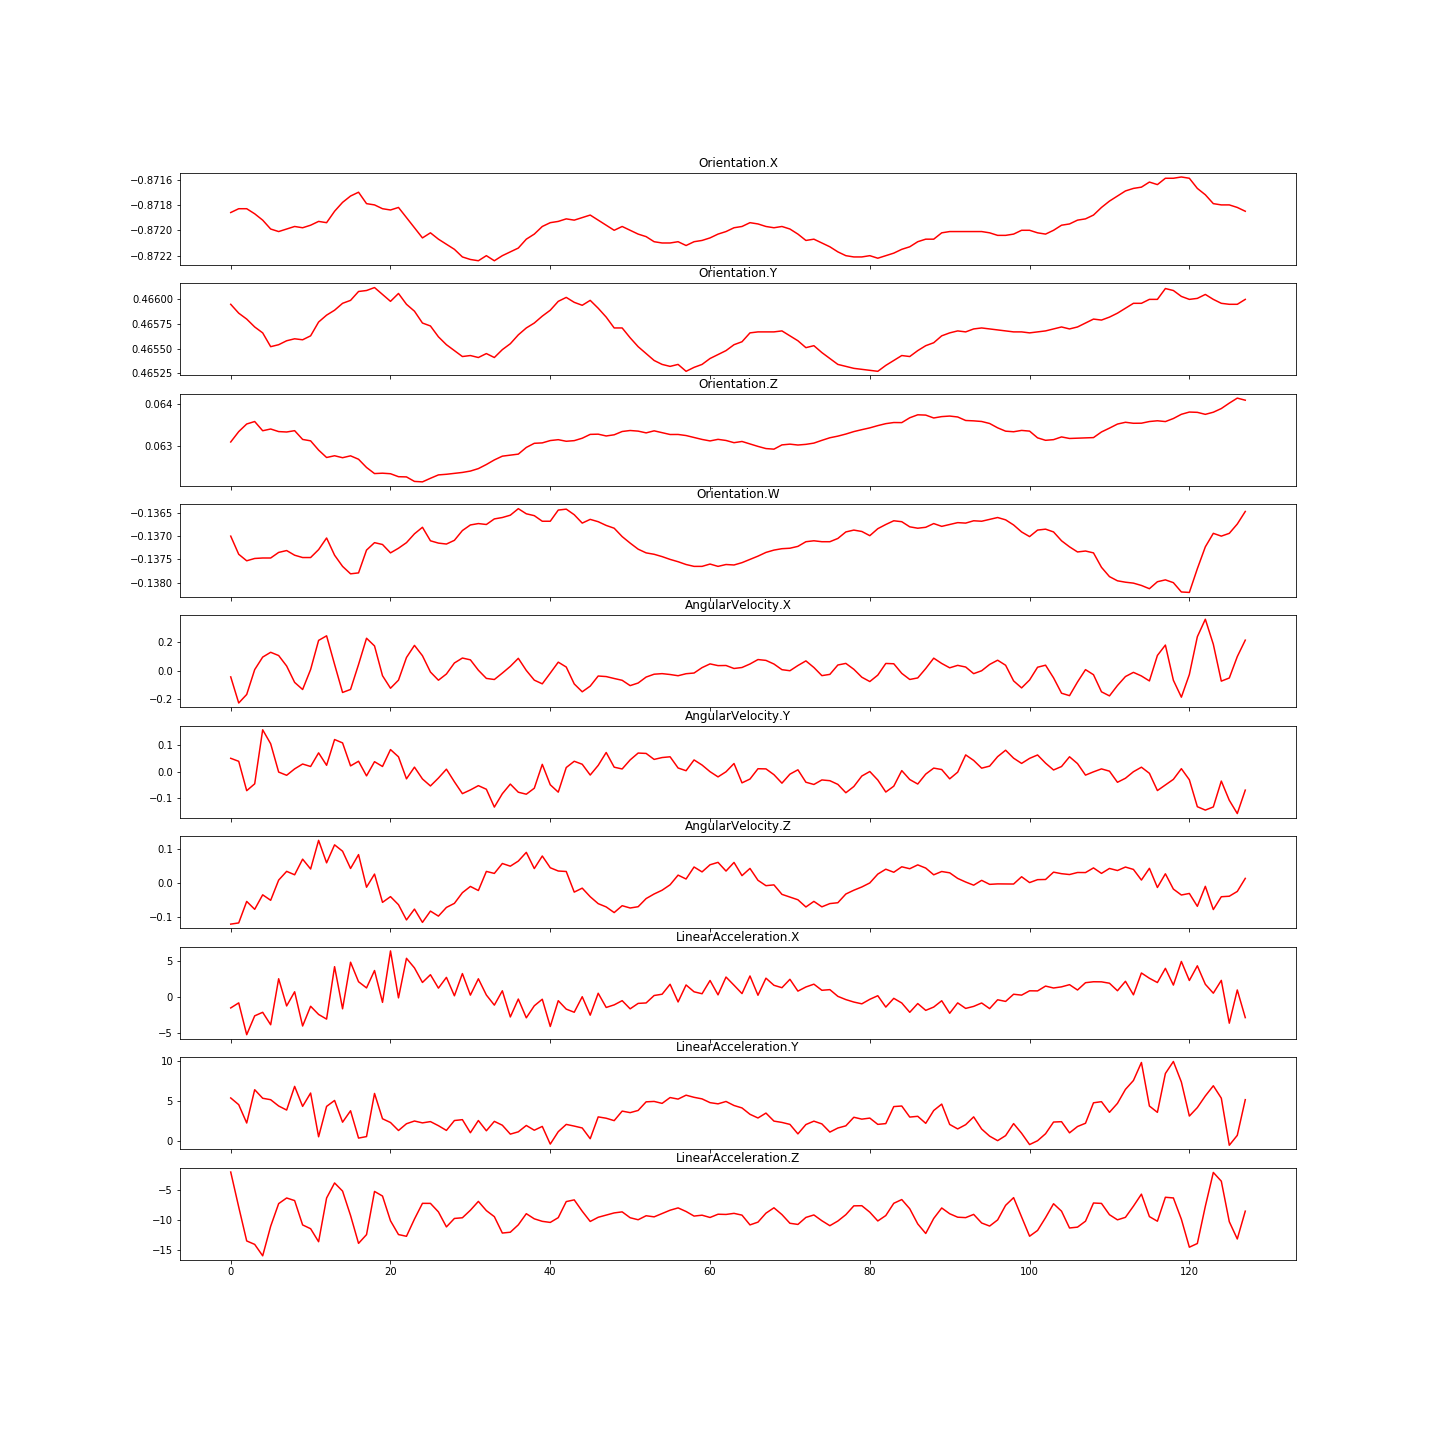 Orientation.X
−0.8716
−0.8718
−0.8720
−0.8722
Orientation.Y
0.46600
0.46575
0.46550
0.46525
Orientation.Z
0.064
0.063
Orientation.W
−0.1365
−0.1370
−0.1375
−0.1380
AngularVelocity.X
0.2
0.0
−0.2
AngularVelocity.Y
0.1
0.0
−0.1
AngularVelocity.Z
0.1
0.0
−0.1
LinearAcceleration.X
5
0
−5
LinearAcceleration.Y
10
5
0
LinearAcceleration.Z
−5
−10
−15
0 20 40 60 80 100 120